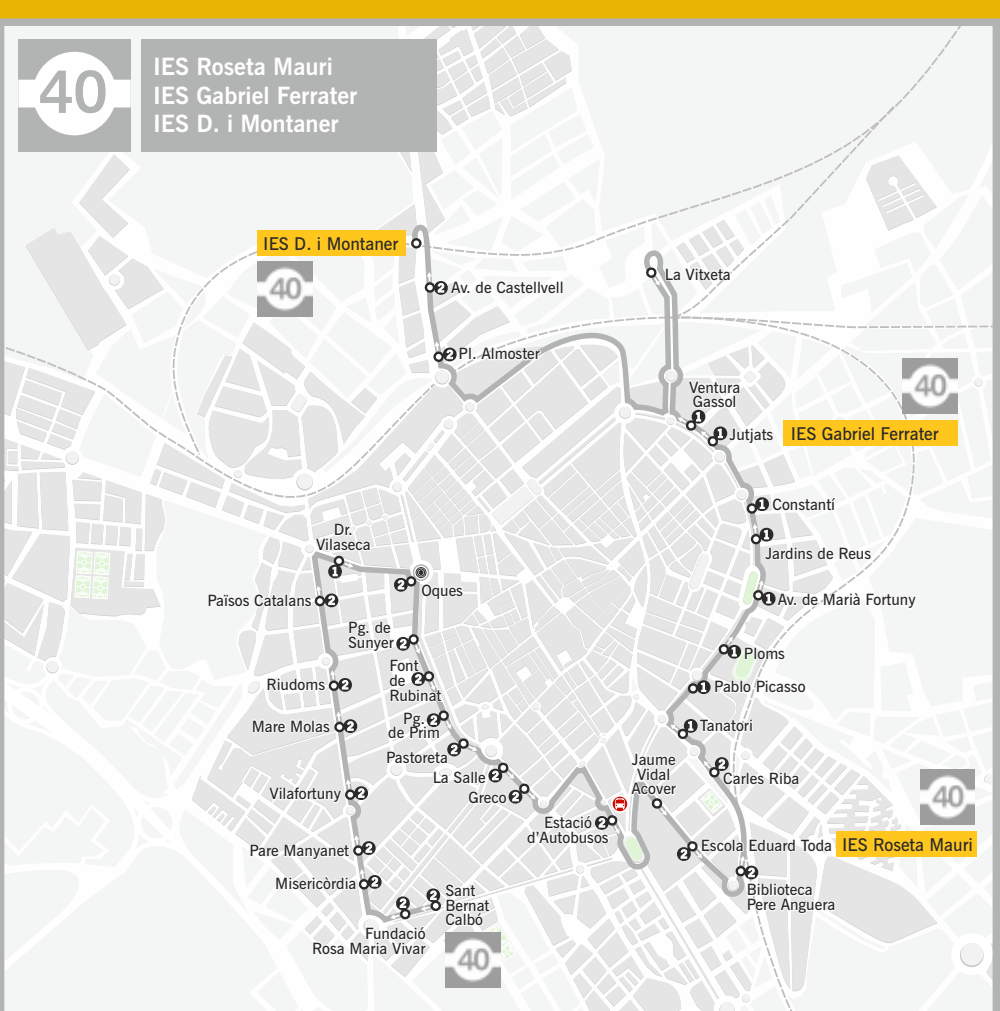 40
IES Roseta Mauri
IES Gabriel Ferrater
IES D. i Montaner
IES D. i Montaner
40
2 Av. de Castellvell
La Vitxeta
2 Pl. Almoster
40
Ventura
Gassol
1
1 Jutjats
IES Gabriel Ferrater
1 Constantí
1
Jardins de Reus
Dr.
Vilaseca
1
2
Oques
Països Catalans 2
1 Av. de Marià Fortuny
Pg. de
Sunyer 2
1 Ploms
Font
de 2
Rubinat
Riudoms 2
1 Pablo Picasso
Pg. 2
de Prim
Mare Molas 2
1 Tanatori
Pastoreta 2
La Salle 2
Greco 2
Jaume
Vidal
Acover
2
Carles Riba
40
Vilafortuny 2
Estació 2
d'Autobusos
Pare Manyanet 2
2 Escola Eduard Toda
IES Roseta Mauri
Misericòrdia 2
2
Biblioteca
Pere Anguera
2 Sant
Bernat
Calbó
2
Fundació
Rosa Maria Vivar
40